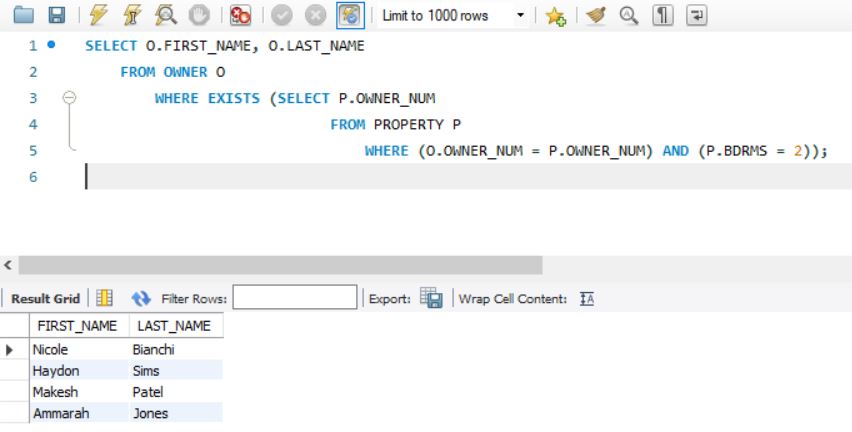 Limit to 1000 rows
1 SELECT O.FIRST_NAME, O.LAST_NAME
2 FROM OWNER O
3 WHERE EXISTS (SELECT P.OWNER_NUM
4 FROM PROPERTY P
5 WHERE (O.OWNER_NUM = P.OWNER_NUM) AND (P.BDRMS = 2));
6
Result Grid Filter Rows: Export: Wrap Cell Content: IA
FIRST_NAME LAST_NAME
Nicole Bianchi
Haydon Sims
Makesh Patel
Ammarah Jones